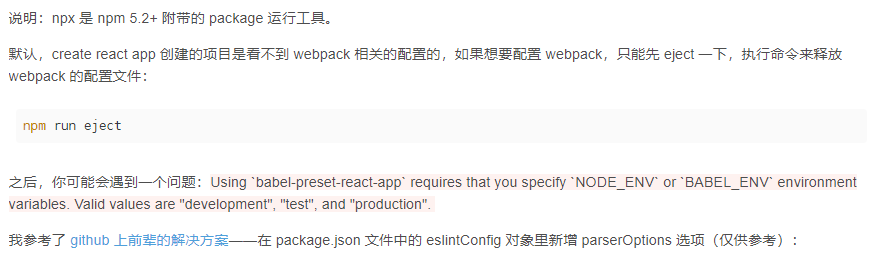 说明：npx 是 npm 5.2+ 附带的 package 运行工具。
默认，create react app 创建的项目是看不到 webpack 相关的配置的，如果想要配置 webpack，只能先 eject 一下，执行命令来释放
webpack 的配置文件：
npm run eject
之后，你可能会遇到一个问题：Using `babel-preset-react-app` requires that you specify `NODE_ENV` or `BABEL_ENV` environment
variables. Valid values are "development", "test", and "production".
我参考了 github 上前辈的解决方案——在 package.json 文件中的 eslintConfig 对象里新增 parserOptions 选项（仅供参考）：